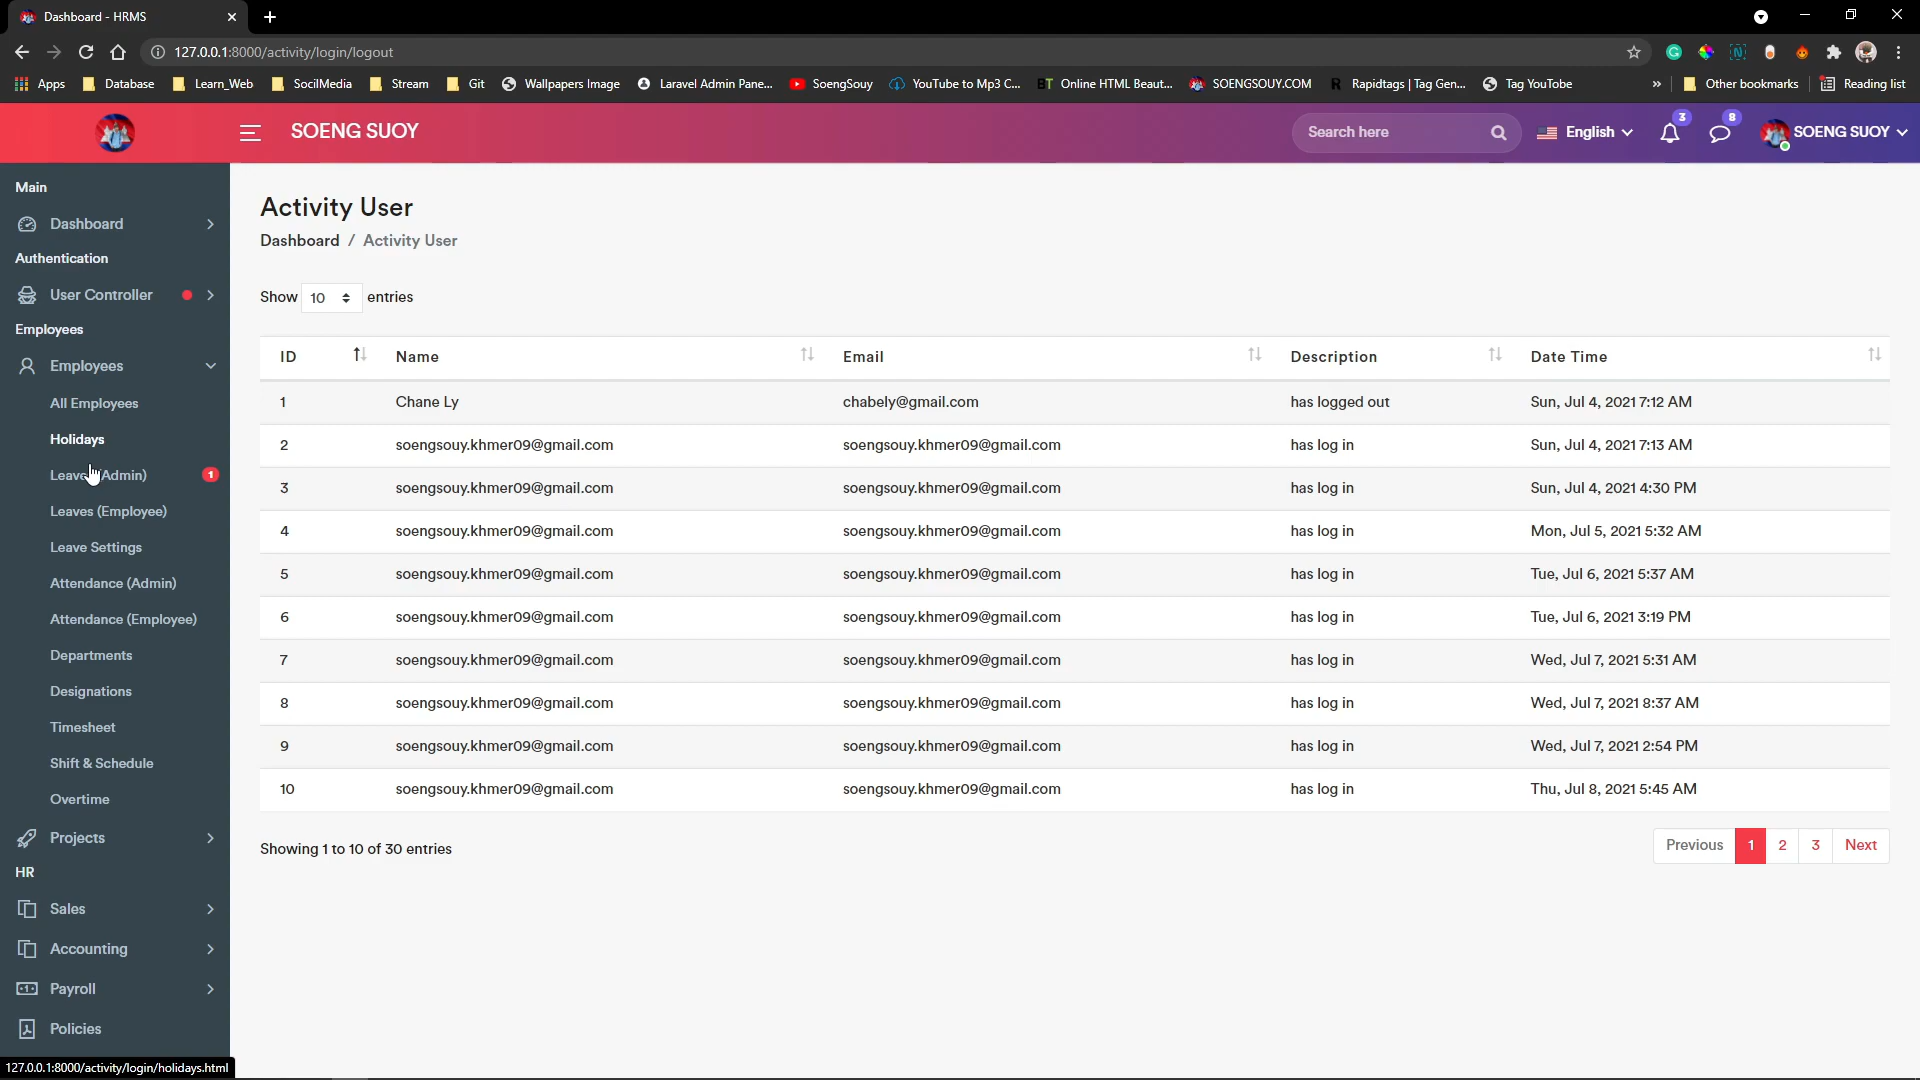 Dashboard - HRMS
127.0.0.1:8000/activity/login/logout
Apps Database Learn_Web SocilMedia Stream Git Wallpapers Image Laravel Admin Pane... SoengSouy YouTube to Mp3 C... BT Online HTML Beaut... SOENGSOUY.COM R Rapidtags | Tag Gen... Tag YouTobe » Other bookmarks Reading list
SOENG SUOY Search here English 3 8 SOENG SUOY
Main
Dashboard
Authentication
User Controller
Employees
Employees
All Employees
Holidays
Leave (Admin) 1
Leaves (Employee)
Leave Settings
Attendance (Admin)
Attendance (Employee)
Departments
Designations
Timesheet
Shift & Schedule
Overtime
Projects
HR
Sales
Accounting
Payroll
Policies
127.0.0.1:8000/activity/login/holidays.html
Activity User
Dashboard / Activity User
Show 10 entries
ID Name Email Description Date Time
1 Chane Ly chabely@gmail.com has logged out Sun, Jul 4, 2021 7:12 AM
2 soengsouy.khmer09@gmail.com soengsouy.khmer09@gmail.com has log in Sun, Jul 4, 2021 7:13 AM
3 soengsouy.khmer09@gmail.com soengsouy.khmer09@gmail.com has log in Sun, Jul 4, 2021 4:30 PM
4 soengsouy.khmer09@gmail.com soengsouy.khmer09@gmail.com has log in Mon, Jul 5, 2021 5:32 AM
5 soengsouy.khmer09@gmail.com soengsouy.khmer09@gmail.com has log in Tue, Jul 6, 2021 5:37 AM
6 soengsouy.khmer09@gmail.com soengsouy.khmer09@gmail.com has log in Tue, Jul 6, 2021 3:19 PM
7 soengsouy.khmer09@gmail.com soengsouy.khmer09@gmail.com has log in Wed, Jul 7, 2021 5:31 AM
8 soengsouy.khmer09@gmail.com soengsouy.khmer09@gmail.com has log in Wed, Jul 7, 2021 8:37 AM
9 soengsouy.khmer09@gmail.com soengsouy.khmer09@gmail.com has log in Wed, Jul 7, 2021 2:54 PM
10 soengsouy.khmer09@gmail.com soengsouy.khmer09@gmail.com has log in Thu, Jul 8, 2021 5:45 AM
Showing 1 to 10 of 30 entries
Previous 1 2 3 Next